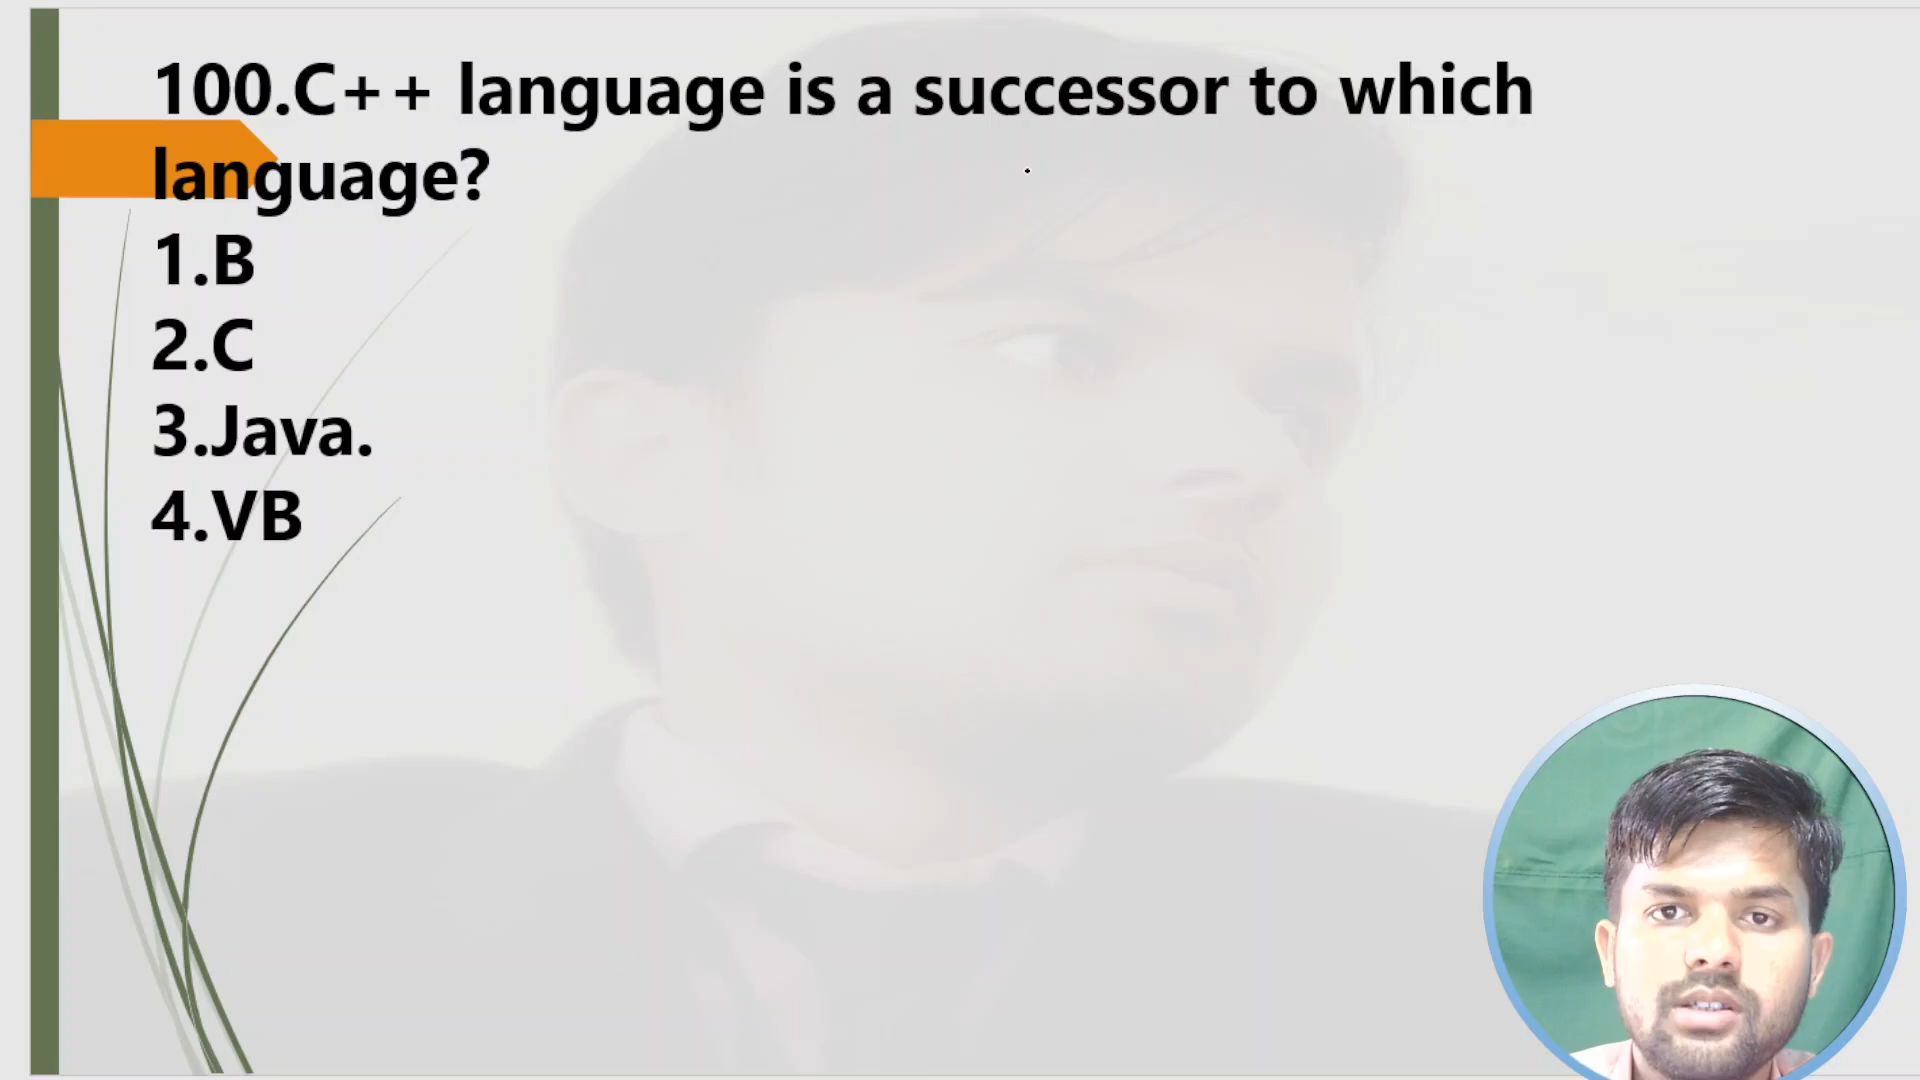 100.C++ language is a successor to which
language?
1.B
2.C
3.Java.
4.VB